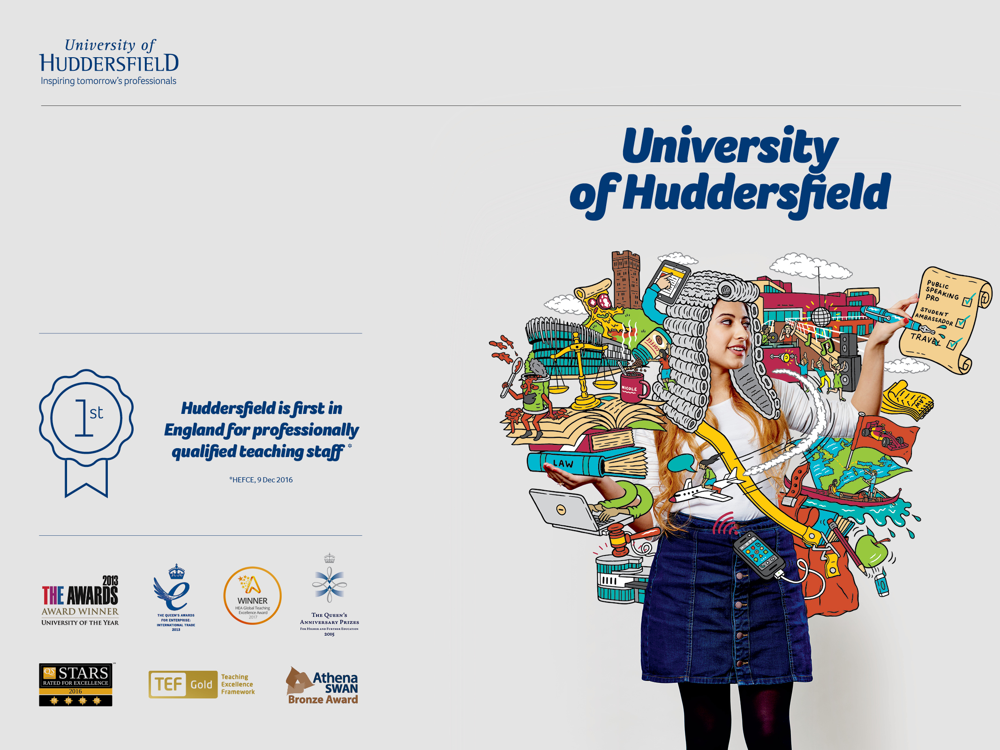 University of
HUDDERSFIELD
Inspiring tomorrow's professionals
University
of Huddersfield
1st
Huddersfield is first in
England for professionally
qualified teaching staff *
*HEFCE, 9 Dec 2016
2013
THE AWARDS
AWARD WINNER
UNIVERSITY OF THE YEAR
THE QUEEN'S AWARDS
FOR ENTERPRISE:
INTERNATIONAL TRADE
2013
WINNER
HEA Global Teaching
Excellence Award
2017
THE QUEEN'S
ANNIVERSARY PRIZES
FOR HIGHER AND FURTHER EDUCATION
2015
QS STARS
RATED FOR EXCELLENCE
2016
TEF Gold
Teaching
Excellence
Framework
Athena
SWAN
Bronze Award
PUBLIC
SPEAKING
PRO
STUDENT
AMBASSADOR
TRAVEL
COFFEE
NICOLE
LAW
LAW